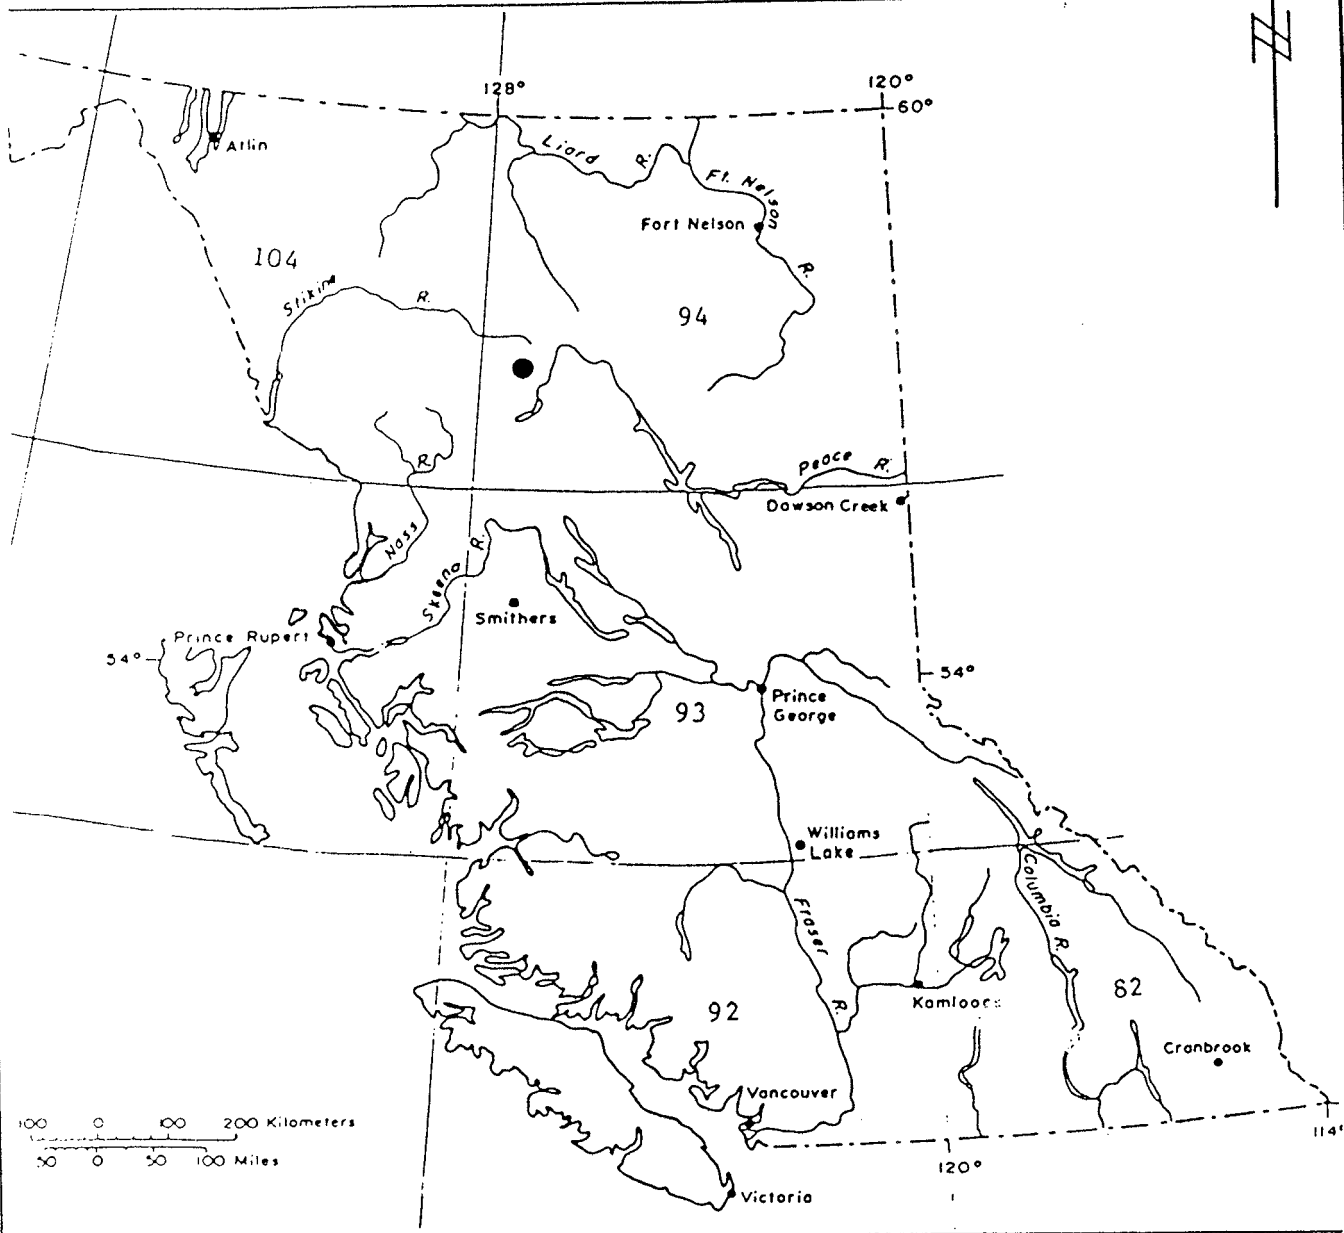 128°
120°
60°
Atlin
Liard R.
Ft. Nelson R.
Fort Nelson
104
Stikine R.
94
Peace R.
Dawson Creek
Nass R.
Skeena R.
Smithers
Prince Rupert
54°
54°
93
Prince
George
Williams
Lake
Columbia R.
Fraser R.
92
82
Kamloops
Cranbrook
Vancouver
100 0 100 200 Kilometers
50 0 50 100 Miles
114°
120°
Victoria